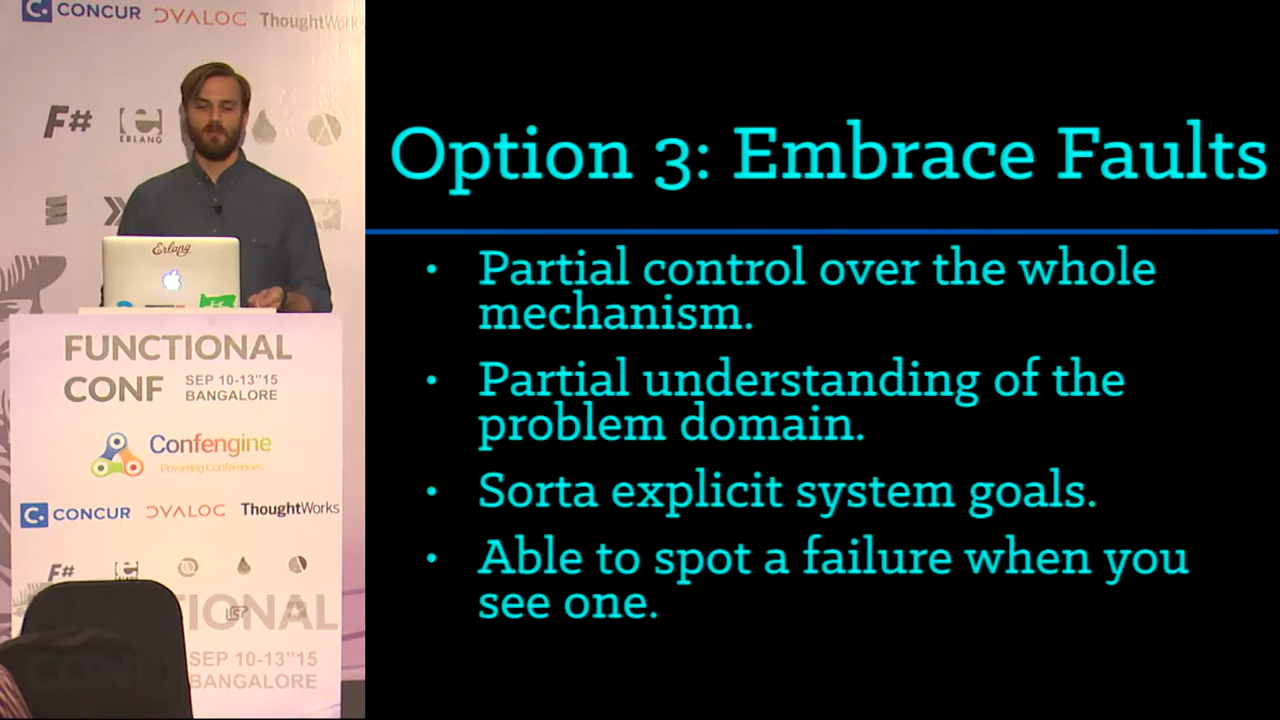 CONCUR DVALOC ThoughtWork
F#
ERLANG
Erlang
FUNCTIONAL
CONF SEP 10-13"15
BANGALORE
Confengine
Powering Conferences
CONCUR DVALOC ThoughtWorks
F#
IONAL
SEP 10-13"15
BANGALORE
Option 3: Embrace Faults
• Partial control over the whole
mechanism.
• Partial understanding of the
problem domain.
• Sorta explicit system goals.
• Able to spot a failure when you
see one.